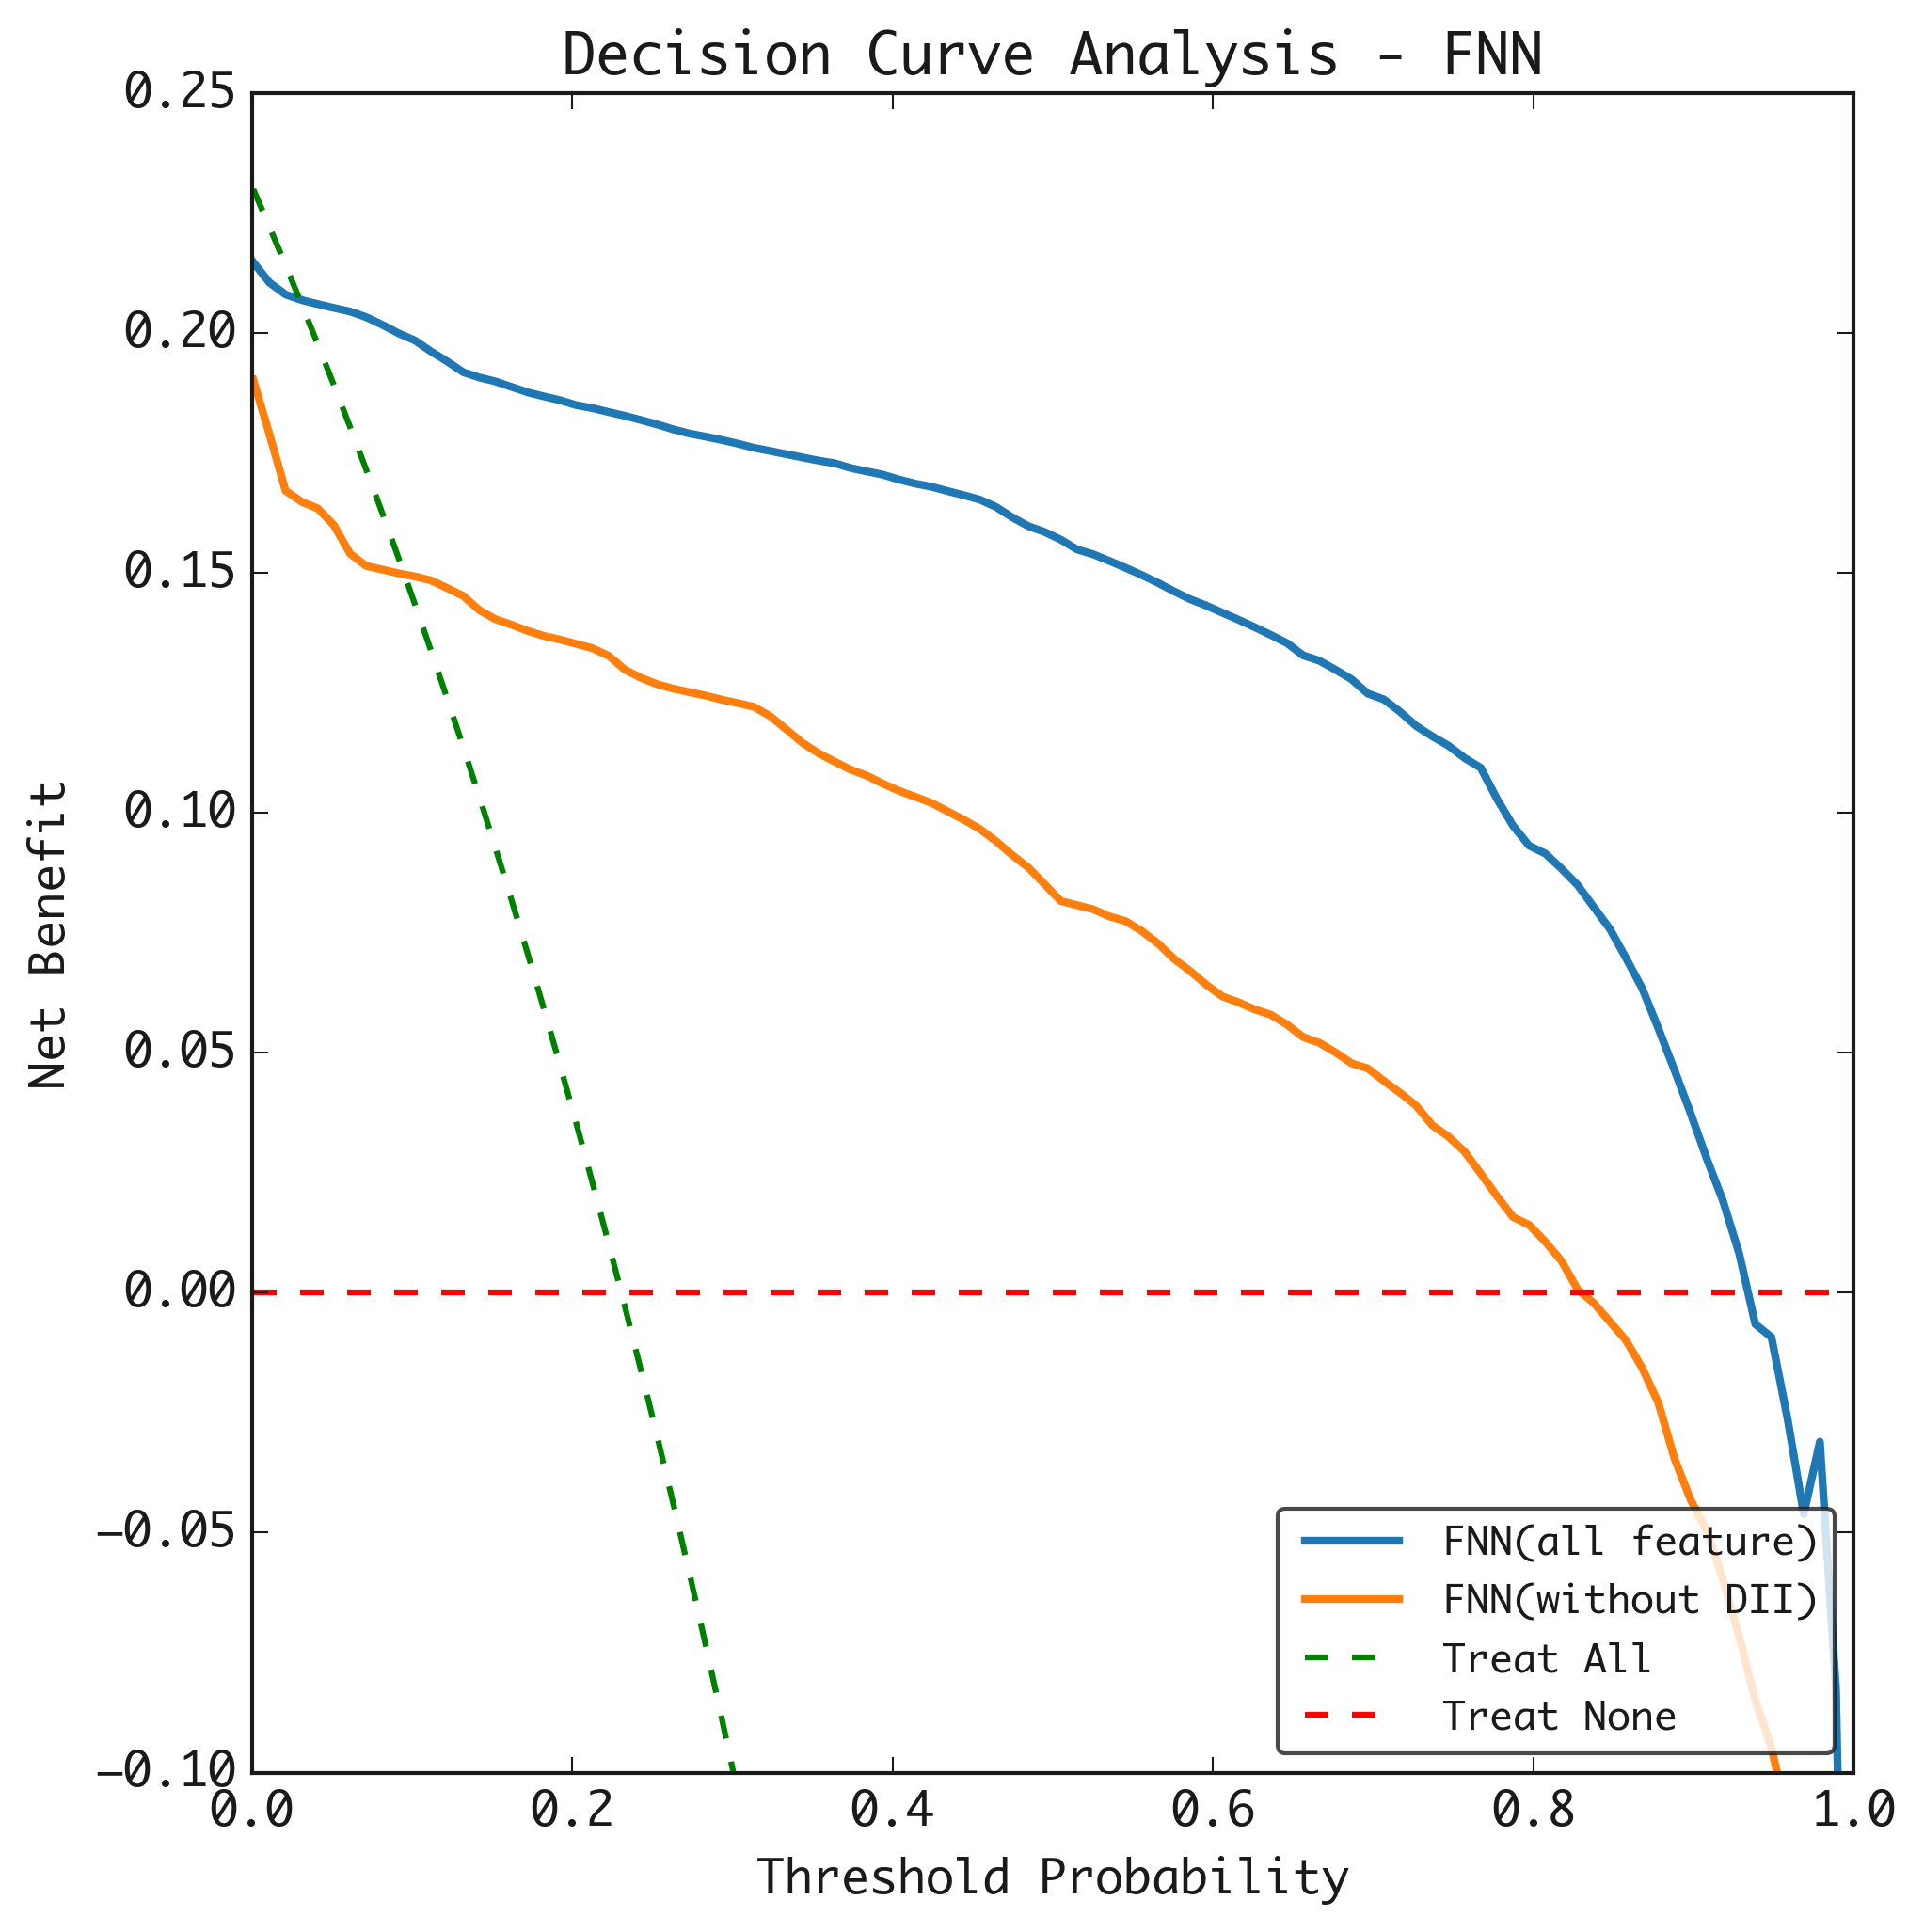 Decision Curve Analysis - FNN
0.25
0.20
0.15
0.10
0.05
0.00
−0.05
−0.10
Net Benefit
0.0 0.2 0.4 0.6 0.8 1.0
Threshold Probability
FNN(all feature)
FNN(without DII)
Treat All
Treat None